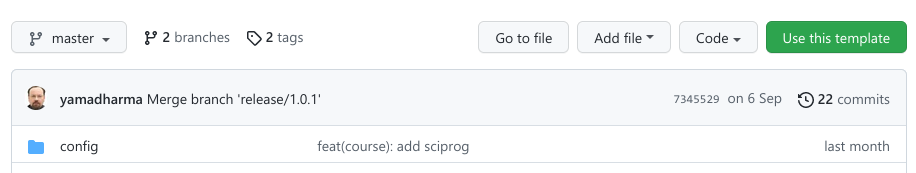 master 2 branches 2 tags Go to file Add file Code Use this template
yamadharma Merge branch 'release/1.0.1' 7345529 on 6 Sep 22 commits
config feat(course): add sciprog last month